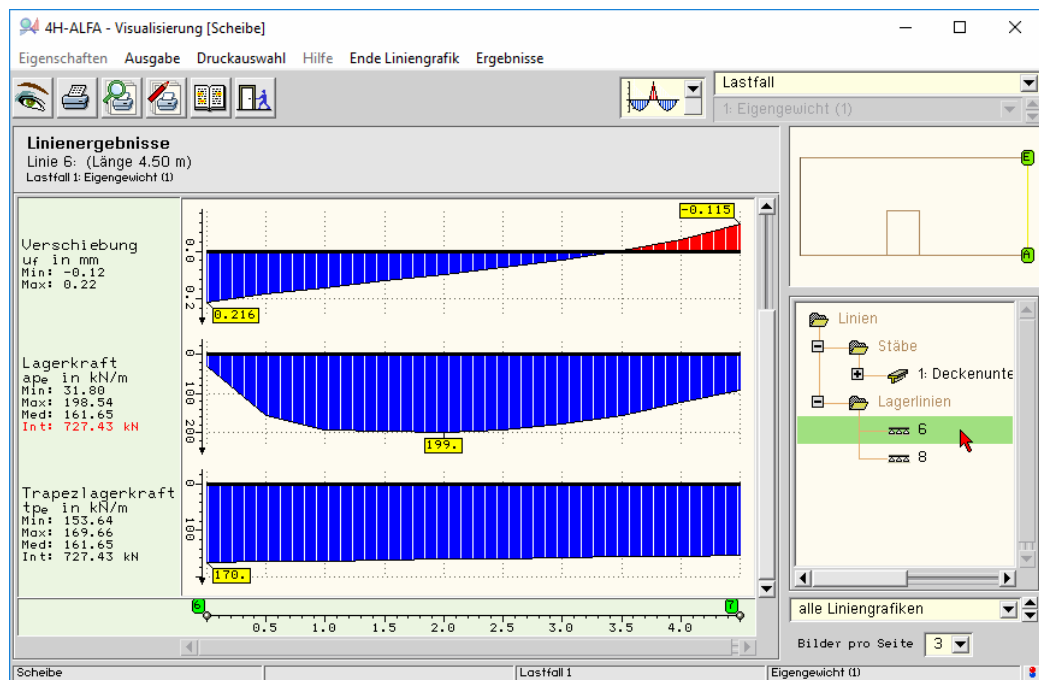 4H-ALFA - Visualisierung [Scheibe]
Eigenschaften Ausgabe Druckauswahl Hilfe Ende Liniengrafik Ergebnisse
Lastfall
1: Eigengewicht (1)
Linienergebnisse
Linie 6: (Länge 4.50 m)
Lastfall 1: Eigengewicht (1)
E
A
Verschiebung
uf in mm
Min: -0.12
Max: 0.22
0.0
0.2
-0.115
0.216
Lagerkraft
ape in kN/m
Min: 31.80
Max: 198.54
Med: 161.65
Int: 727.43 kN
0
100
200
199.
Trapezlagerkraft
tpe in kN/m
Min: 153.64
Max: 169.66
Med: 161.65
Int: 727.43 kN
0
100
170.
6 7
0.5 1.0 1.5 2.0 2.5 3.0 3.5 4.0
Linien
Stäbe
1: Deckenunte
Lagerlinien
6
8
alle Liniengrafiken
Bilder pro Seite 3
Scheibe Lastfall 1 Eigengewicht (1)